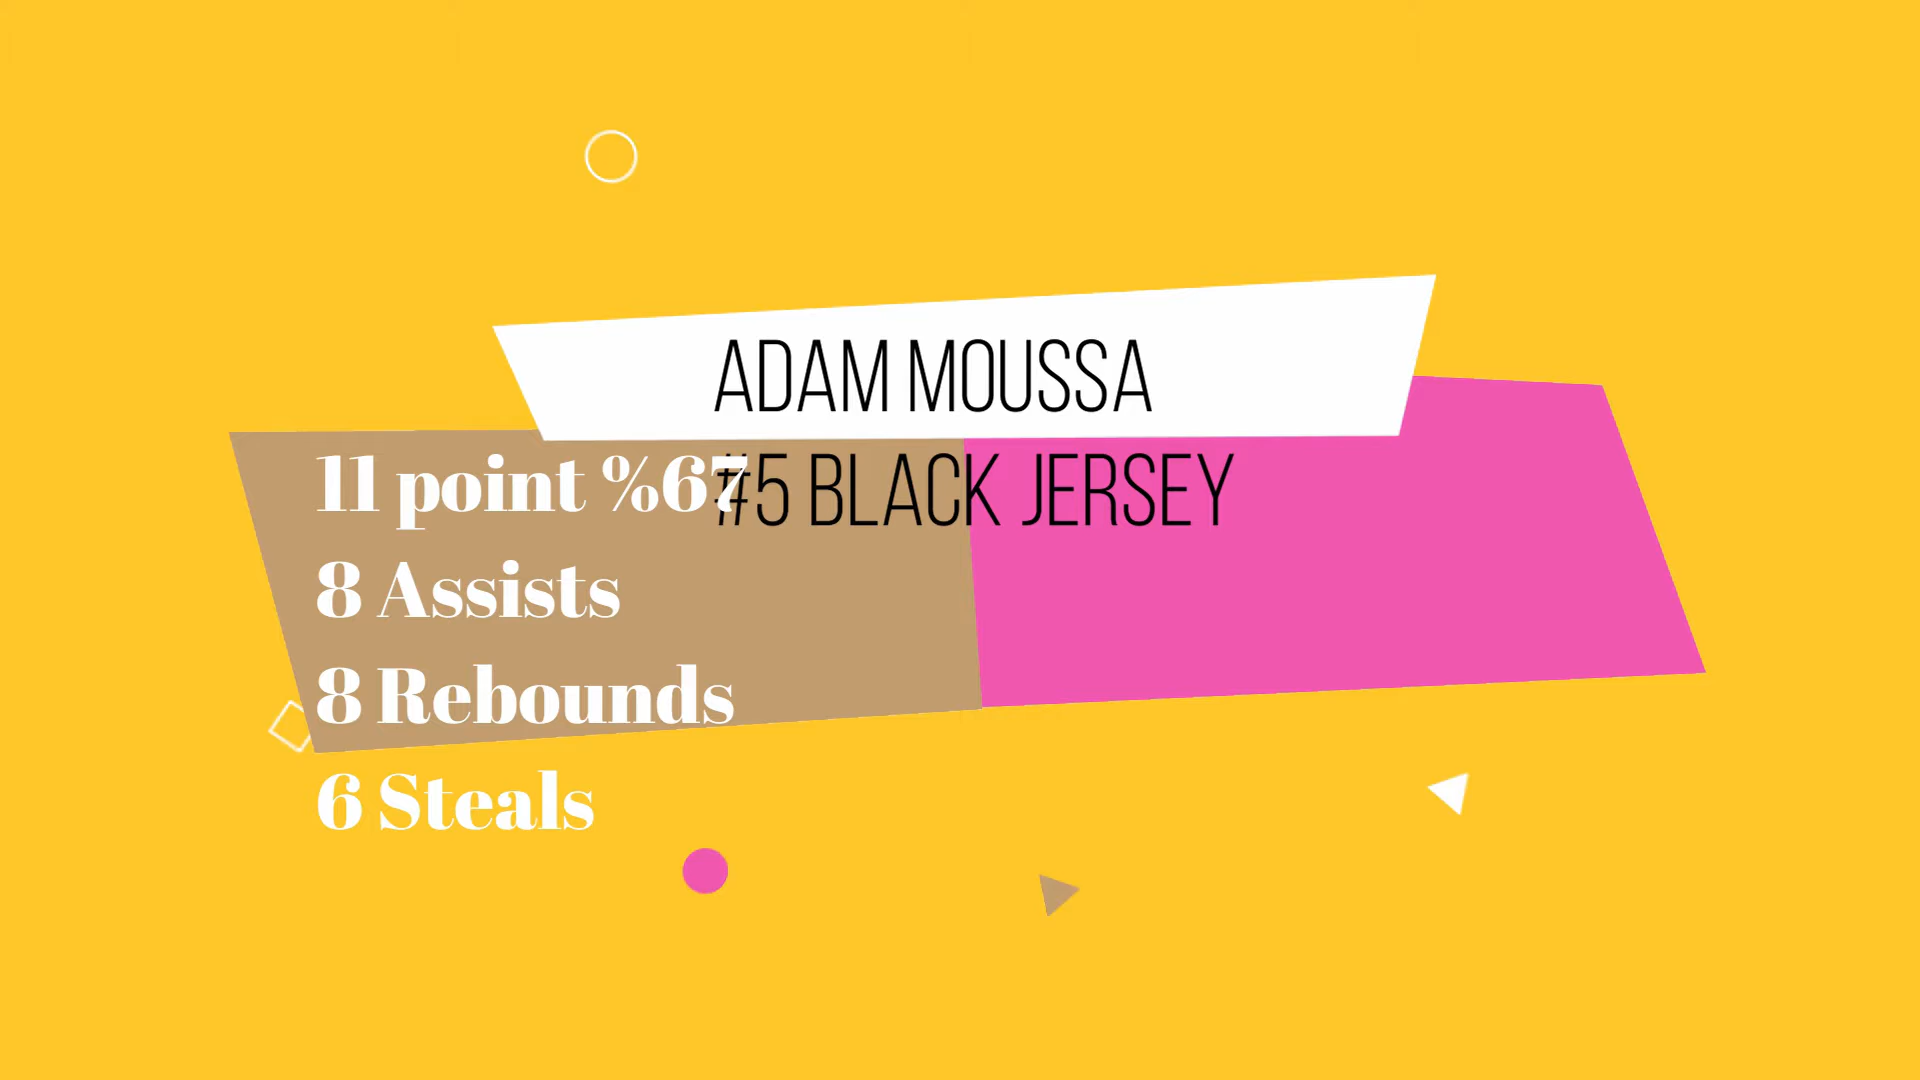 ADAM MOUSSA
#5 BLACK JERSEY
11 point %67
8 Assists
8 Rebounds
6 Steals